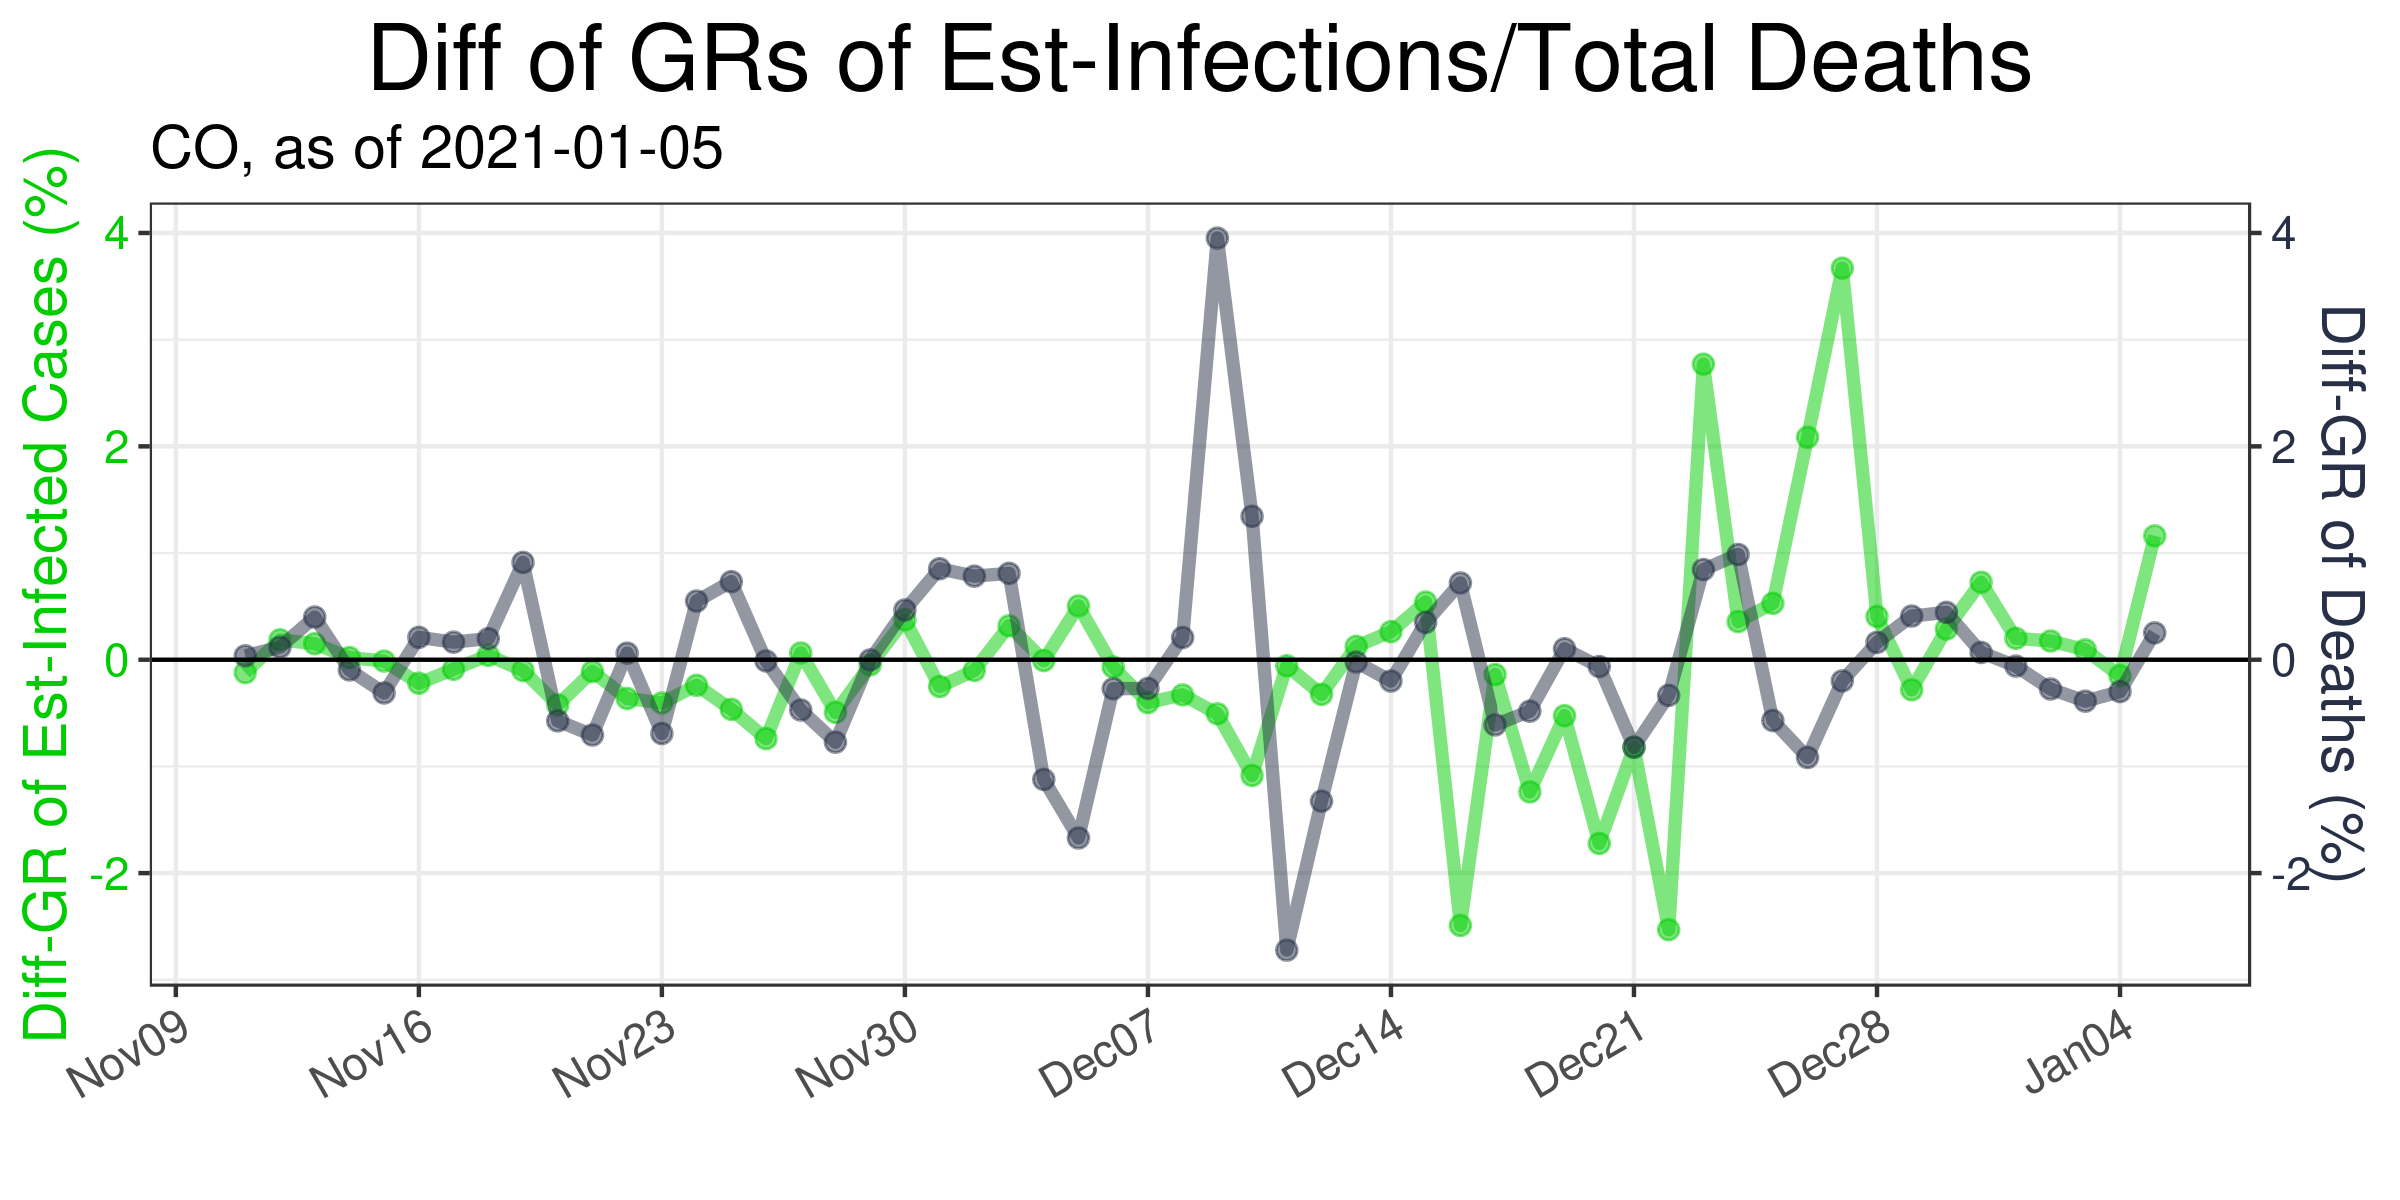 Diff of GRs of Est-Infections/Total Deaths
CO, as of 2021-01-05
Diff-GR of Est-Infected Cases (%)
4
2
0
-2
4
2
0
-2
Diff-GR of Deaths (%)
Nov09
Nov16
Nov23
Nov30
Dec07
Dec14
Dec21
Dec28
Jan04